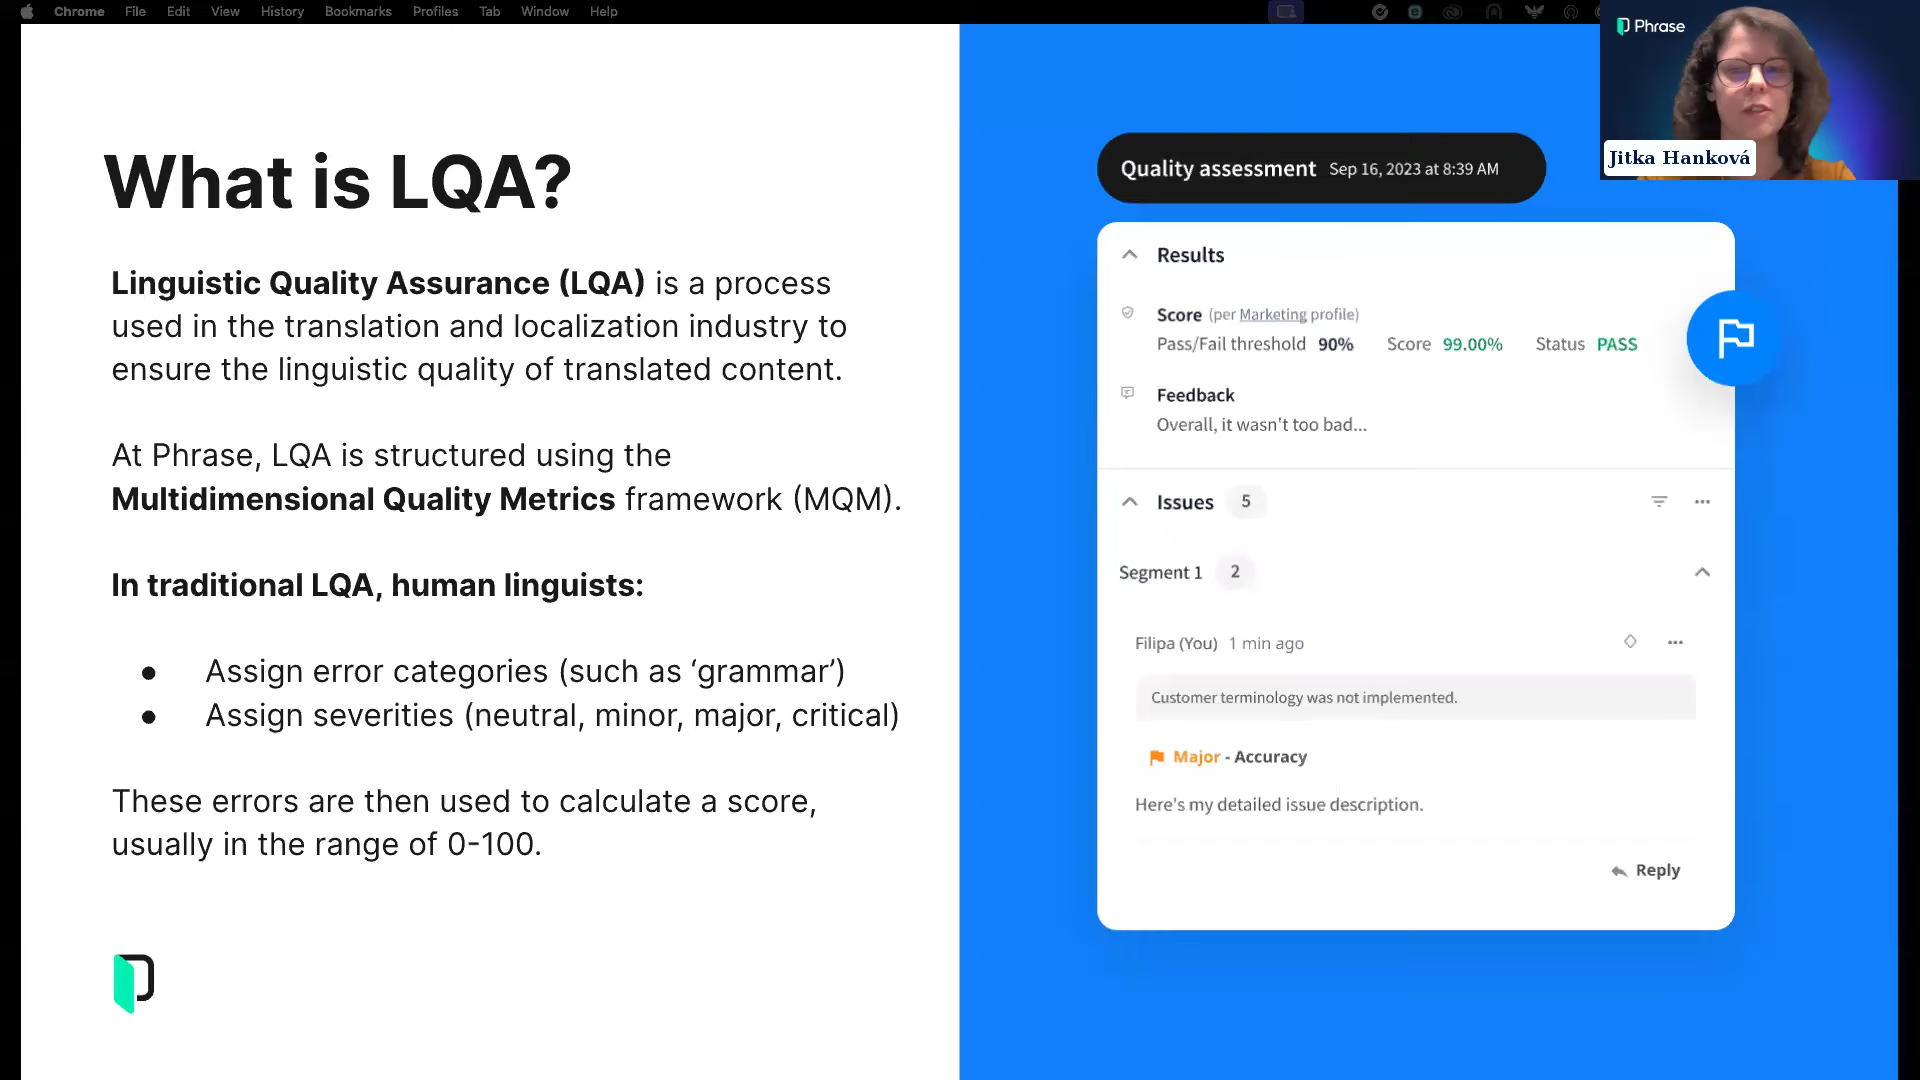 Chrome File Edit View History Bookmarks Profiles Tab Window Help
Phrase
Jitka Hanková
What is LQA?
Linguistic Quality Assurance (LQA) is a process
used in the translation and localization industry to
ensure the linguistic quality of translated content.
At Phrase, LQA is structured using the
Multidimensional Quality Metrics framework (MQM).
In traditional LQA, human linguists:
● Assign error categories (such as ‘grammar’)
● Assign severities (neutral, minor, major, critical)
These errors are then used to calculate a score,
usually in the range of 0-100.
Quality assessment Sep 16, 2023 at 8:39 AM
Results
Score (per Marketing profile)
Pass/Fail threshold 90% Score 99.00% Status PASS
Feedback
Overall, it wasn't too bad...
Issues 5
Segment 1 2
Filipa (You) 1 min ago
Customer terminology was not implemented.
Major - Accuracy
Here's my detailed issue description.
Reply